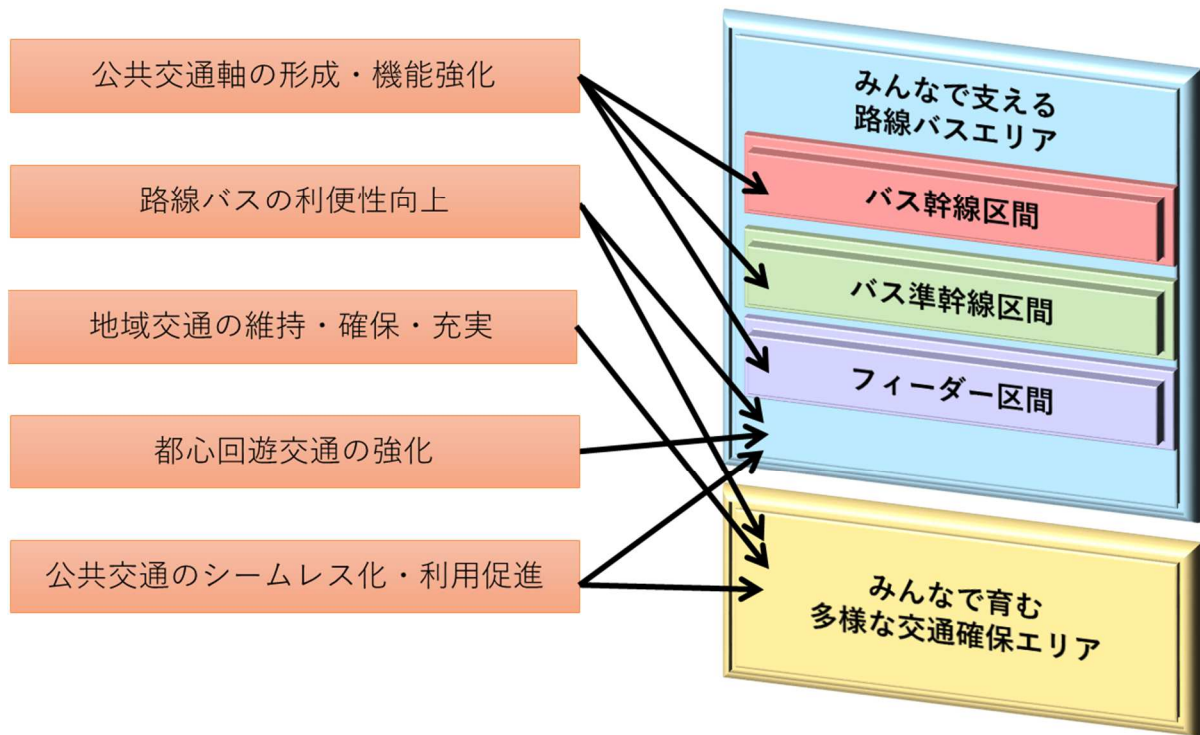 公共交通軸の形成・機能強化
路線バスの利便性向上
地域交通の維持・確保・充実
都心回遊交通の強化
公共交通のシームレス化・利用促進
みんなで支える
路線バスエリア
バス幹線区間
バス準幹線区間
フィーダー区間
みんなで育む
多様な交通確保エリア